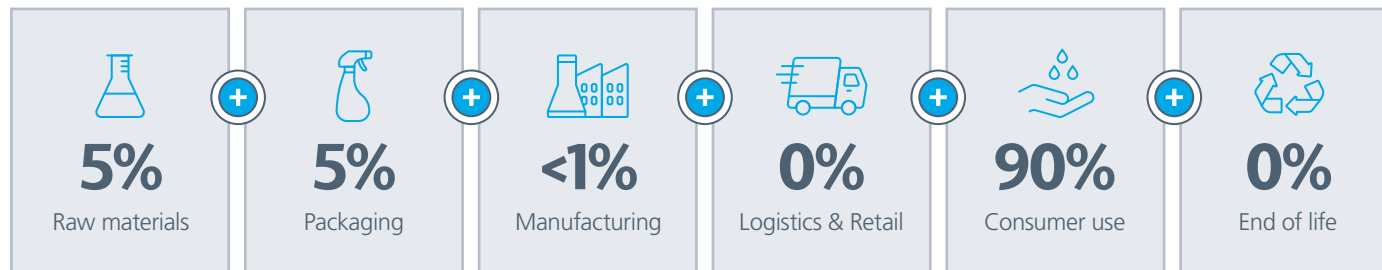 5%
Raw materials
5%
Packaging
<1%
Manufacturing
0%
Logistics & Retail
90%
Consumer use
0%
End of life